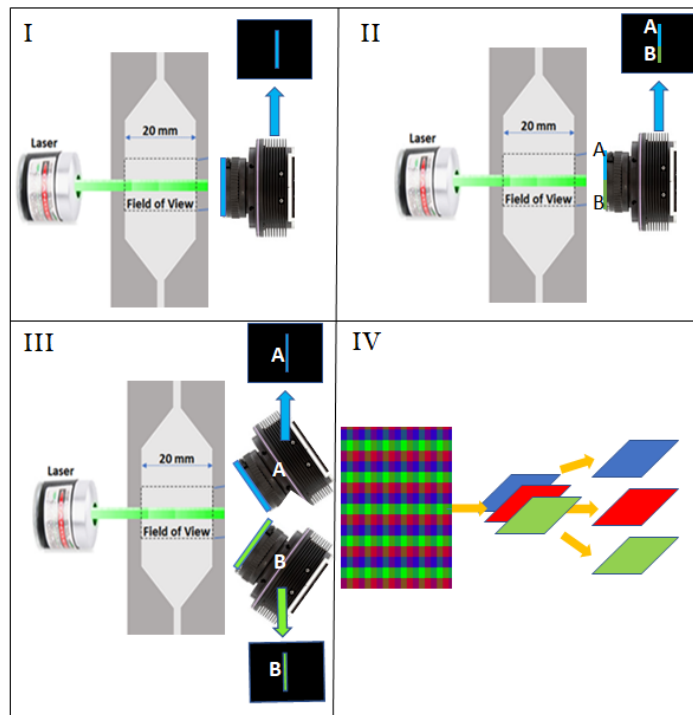 I
Laser
20 mm
Field of View
II
A
B
Laser
20 mm
Field of View
A
B
III
A
Laser
20 mm
Field of View
A
B
B
IV